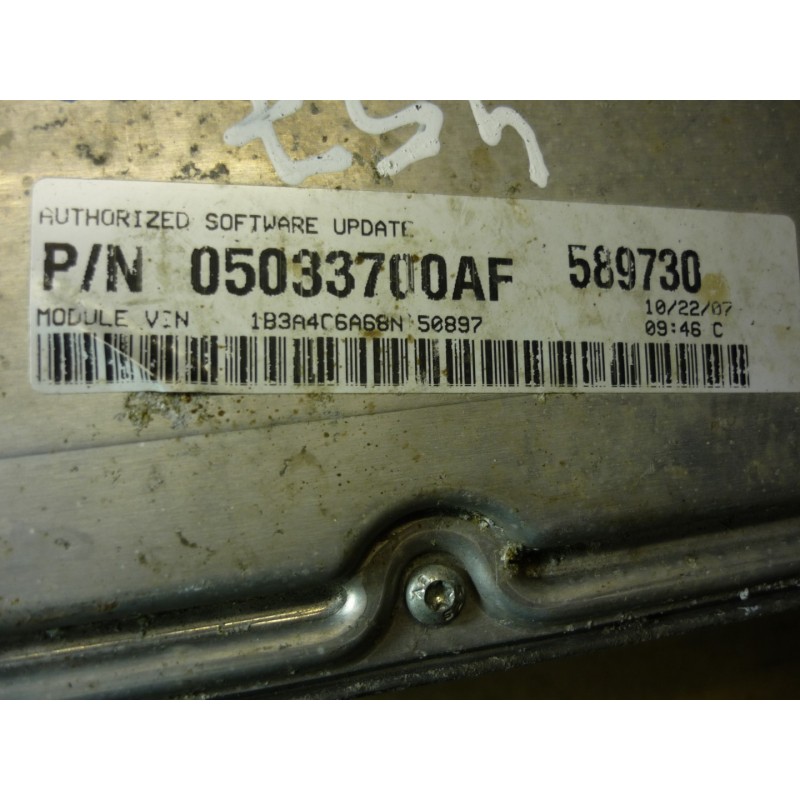 AUTHORIZED SOFTWARE UPDATE
P/N 05033700AF 589730
MODULE VIN 1B3A4C6A68N 50897 10/22/07
09:46 C